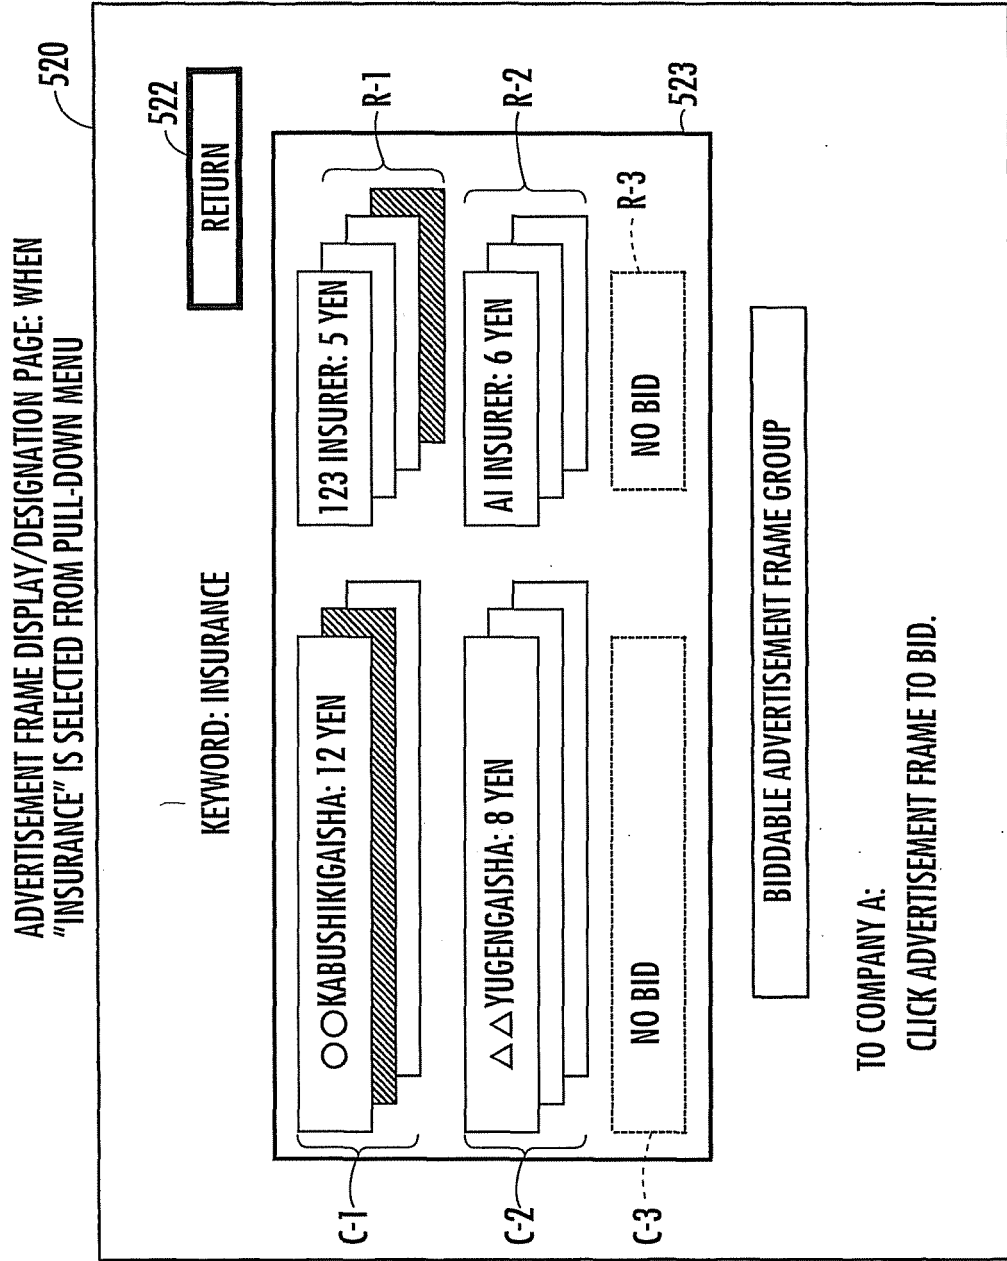 ADVERTISEMENT FRAME DISPLAY/DESIGNATION PAGE: WHEN
"INSURANCE" IS SELECTED FROM PULL-DOWN MENU
520
522
RETURN
KEYWORD: INSURANCE
C-1
○○KABUSHIKIGAISHA: 12 YEN
123 INSURER: 5 YEN
R-1
C-2
△△YUGENGAISHA: 8 YEN
AI INSURER: 6 YEN
R-2
C-3
NO BID
NO BID
R-3
523
BIDDABLE ADVERTISEMENT FRAME GROUP
TO COMPANY A:
CLICK ADVERTISEMENT FRAME TO BID.